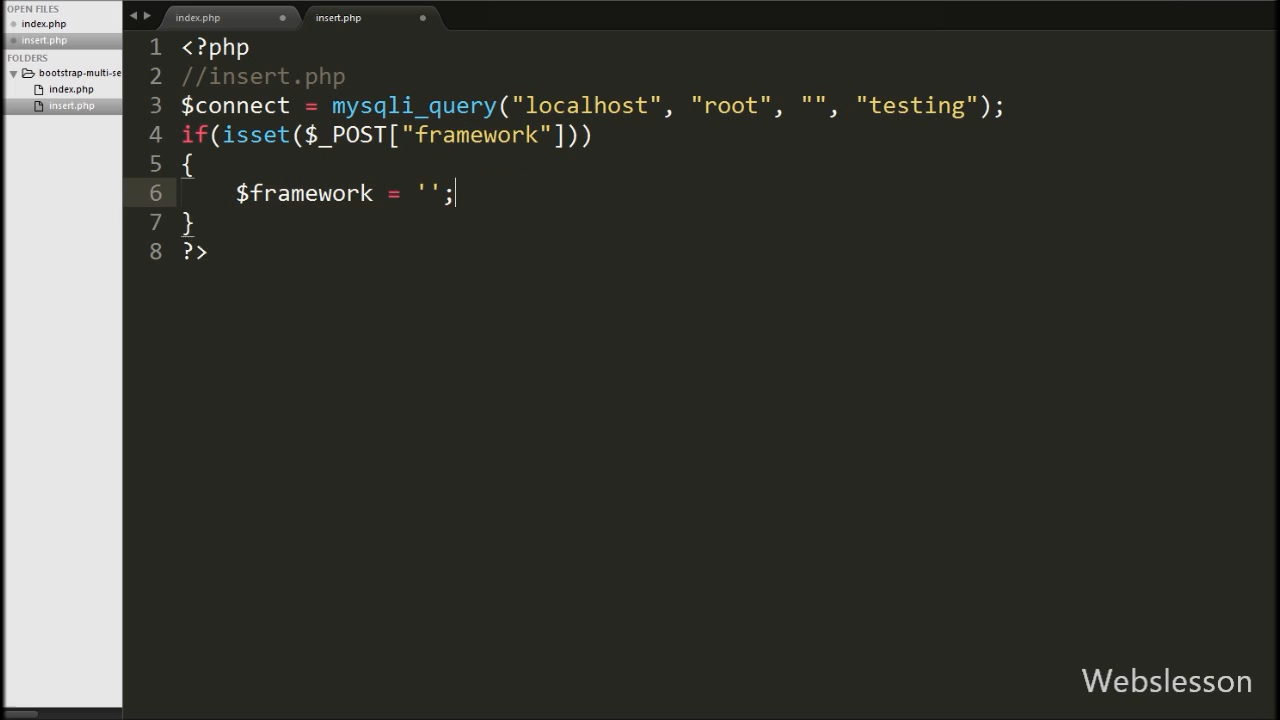 OPEN FILES
index.php
insert.php
FOLDERS
bootstrap-multi-se
index.php
insert.php
index.php
insert.php
1 <?php
2 //insert.php
3 $connect = mysqli_query("localhost", "root", "", "testing");
4 if(isset($_POST["framework"]))
5 {
6 $framework = '';
7 }
8 ?>
Webslesson